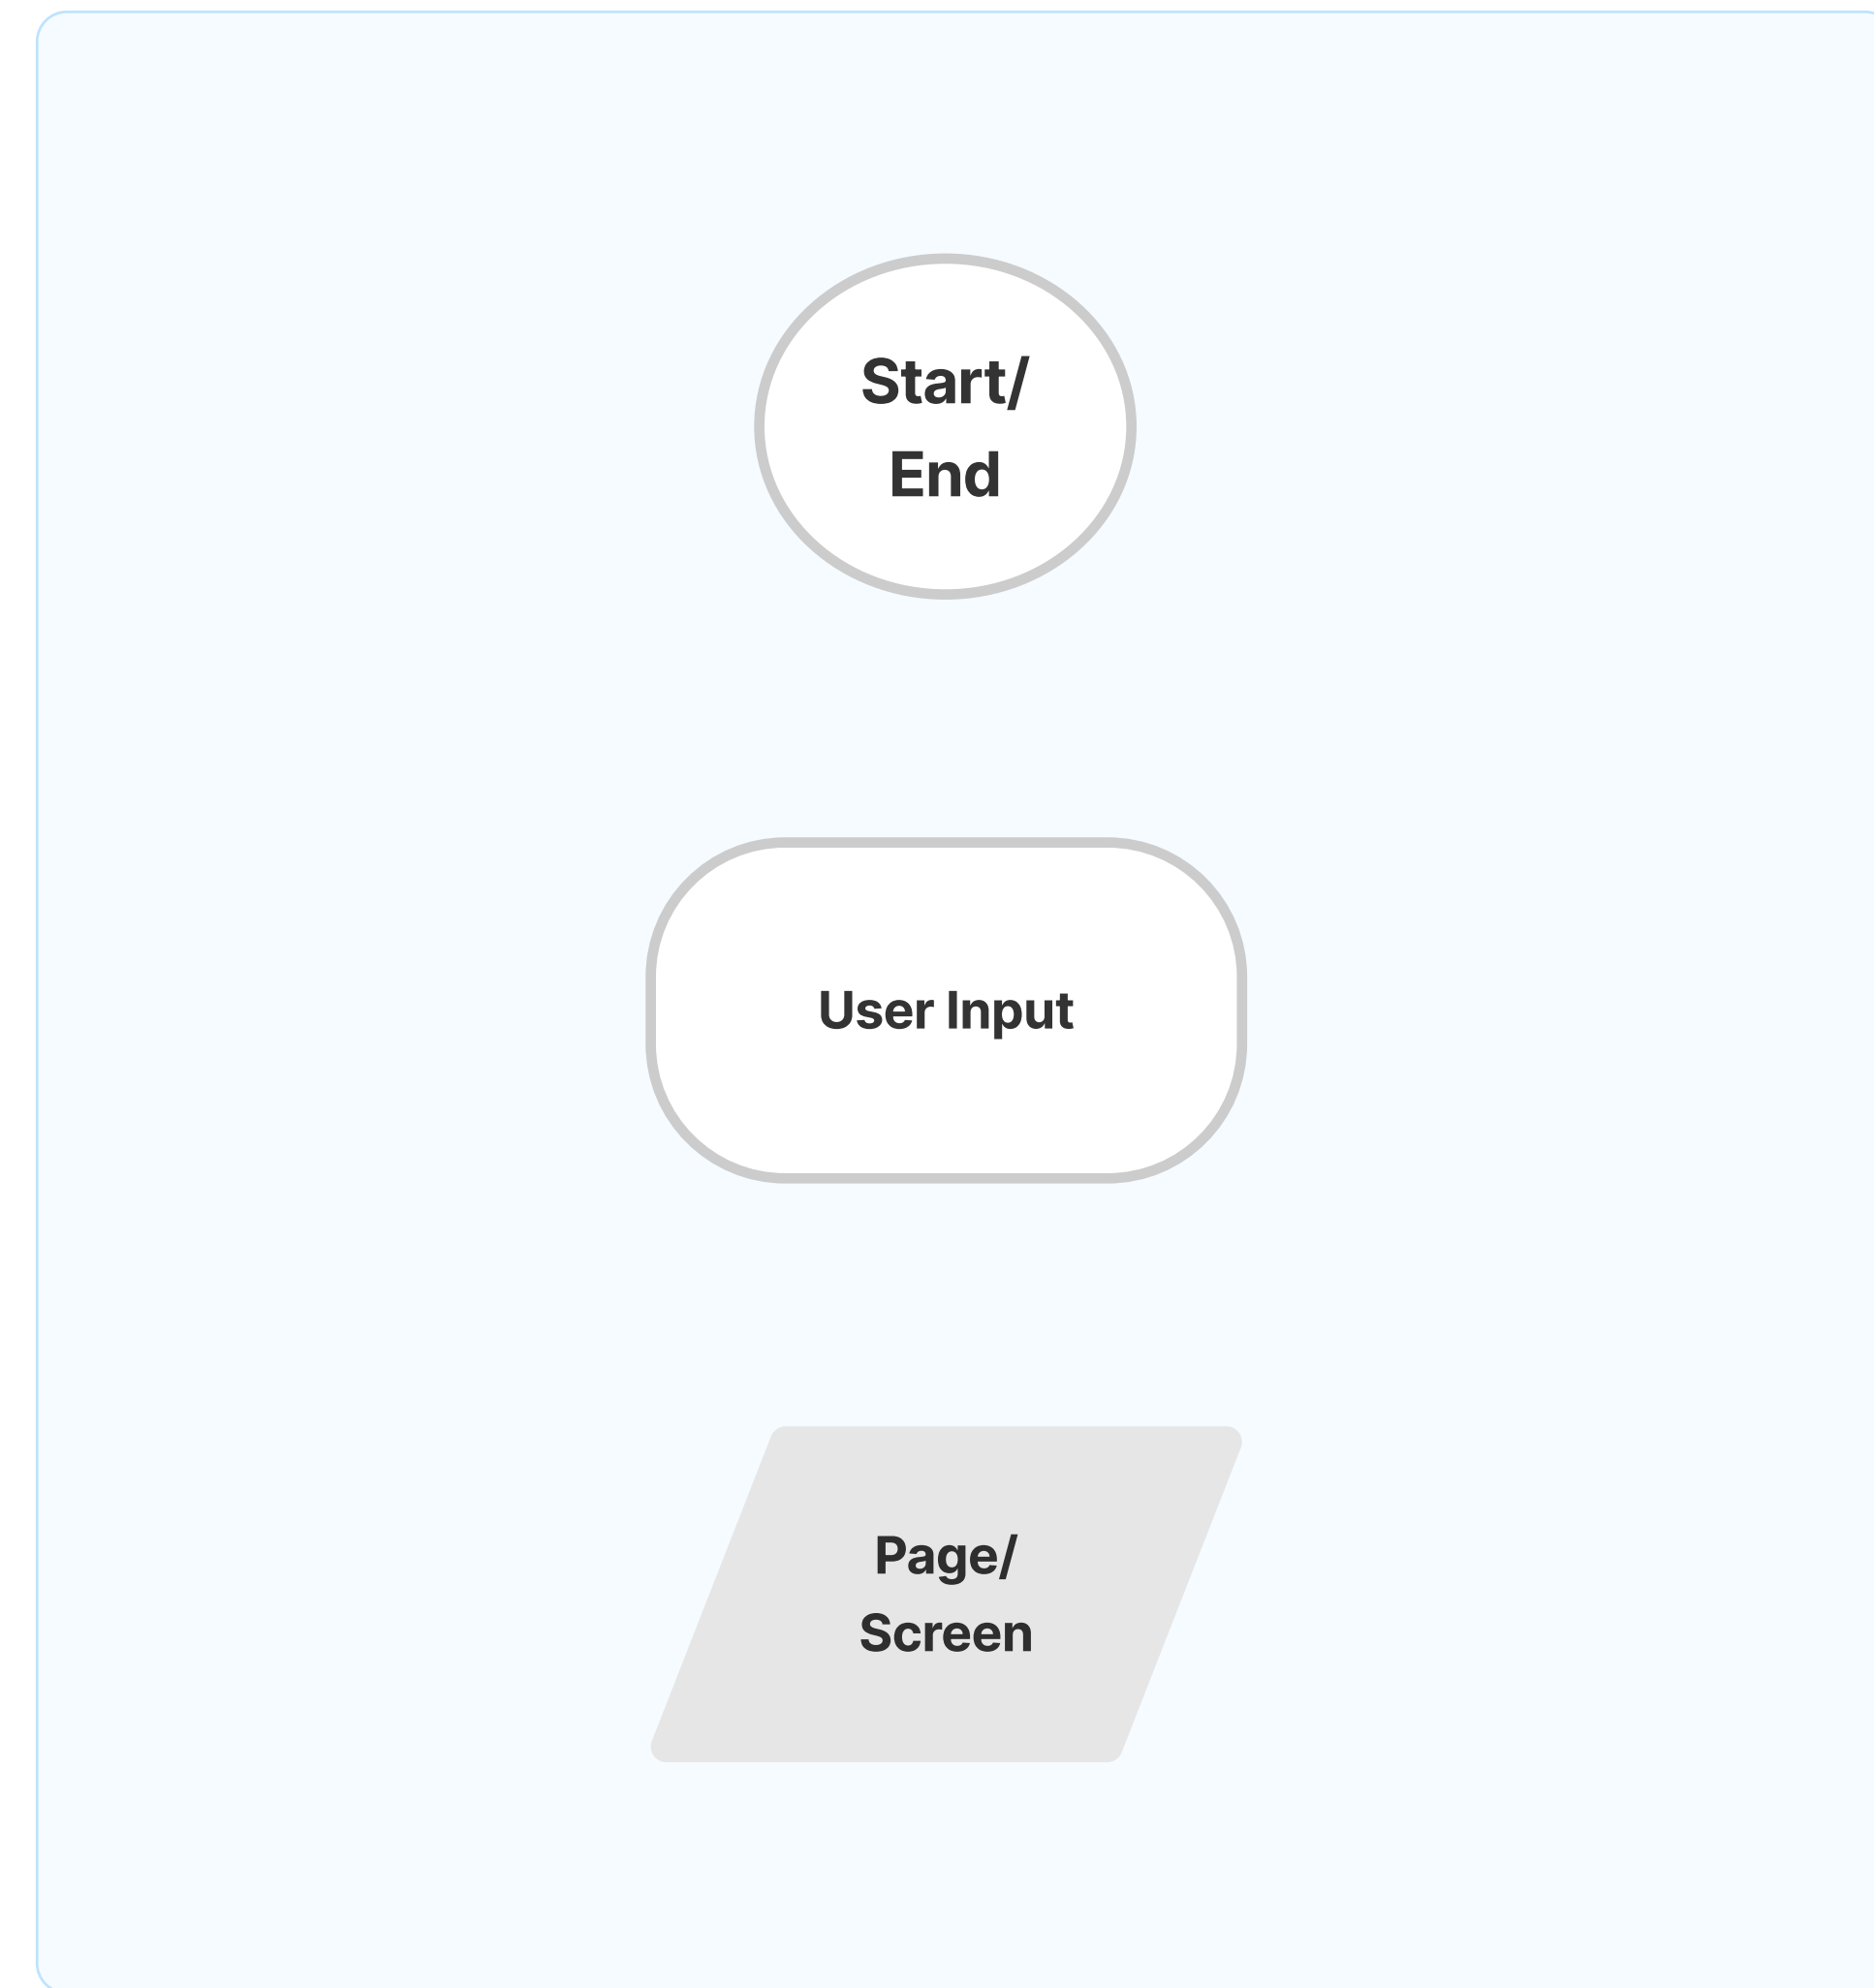 Start/
End
User Input
Page/
Screen